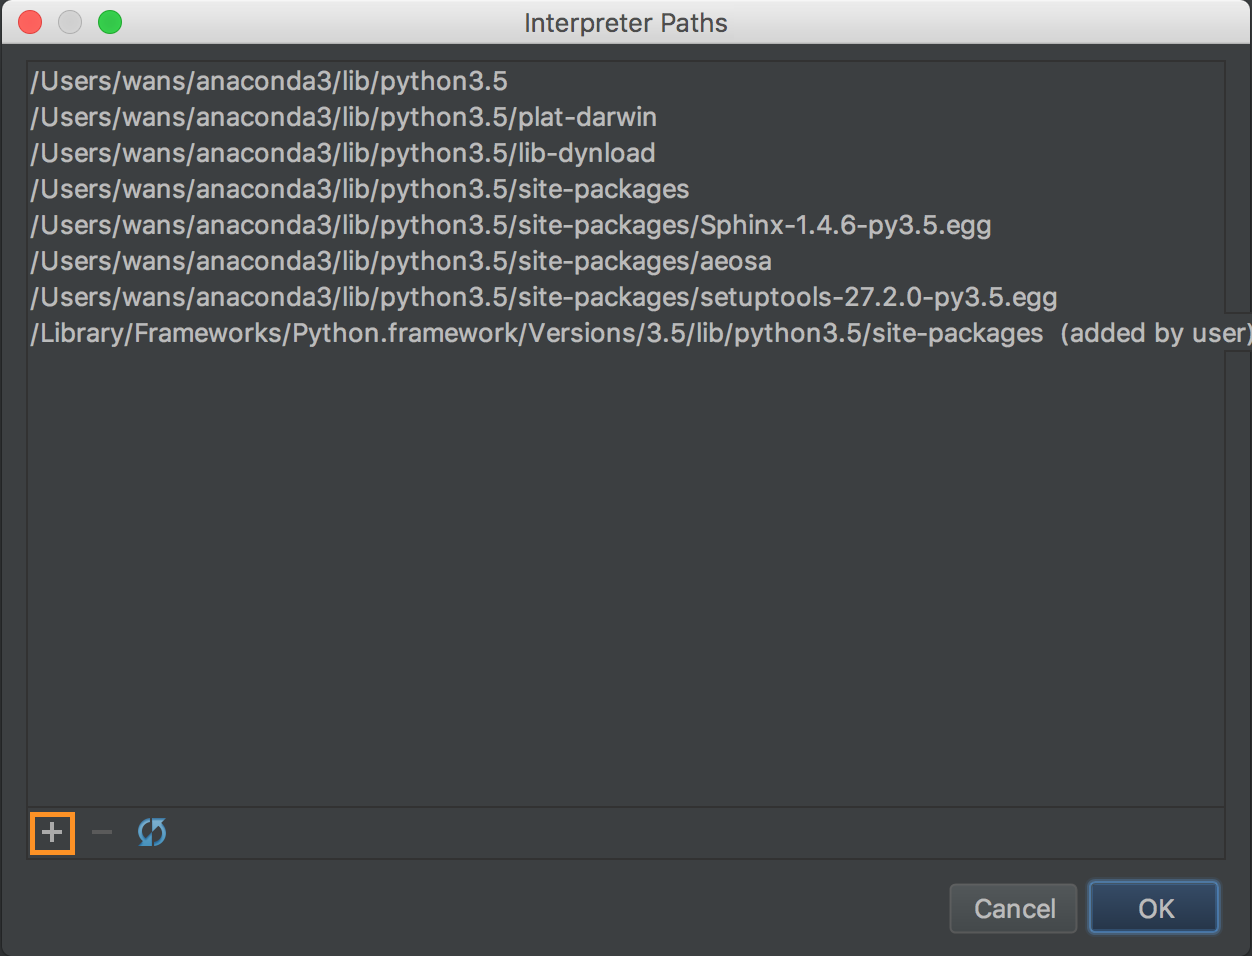 Interpreter Paths
/Users/wans/anaconda3/lib/python3.5
/Users/wans/anaconda3/lib/python3.5/plat-darwin
/Users/wans/anaconda3/lib/python3.5/lib-dynload
/Users/wans/anaconda3/lib/python3.5/site-packages
/Users/wans/anaconda3/lib/python3.5/site-packages/Sphinx-1.4.6-py3.5.egg
/Users/wans/anaconda3/lib/python3.5/site-packages/aeosa
/Users/wans/anaconda3/lib/python3.5/site-packages/setuptools-27.2.0-py3.5.egg
/Library/Frameworks/Python.framework/Versions/3.5/lib/python3.5/site-packages  (added by user)
Cancel OK